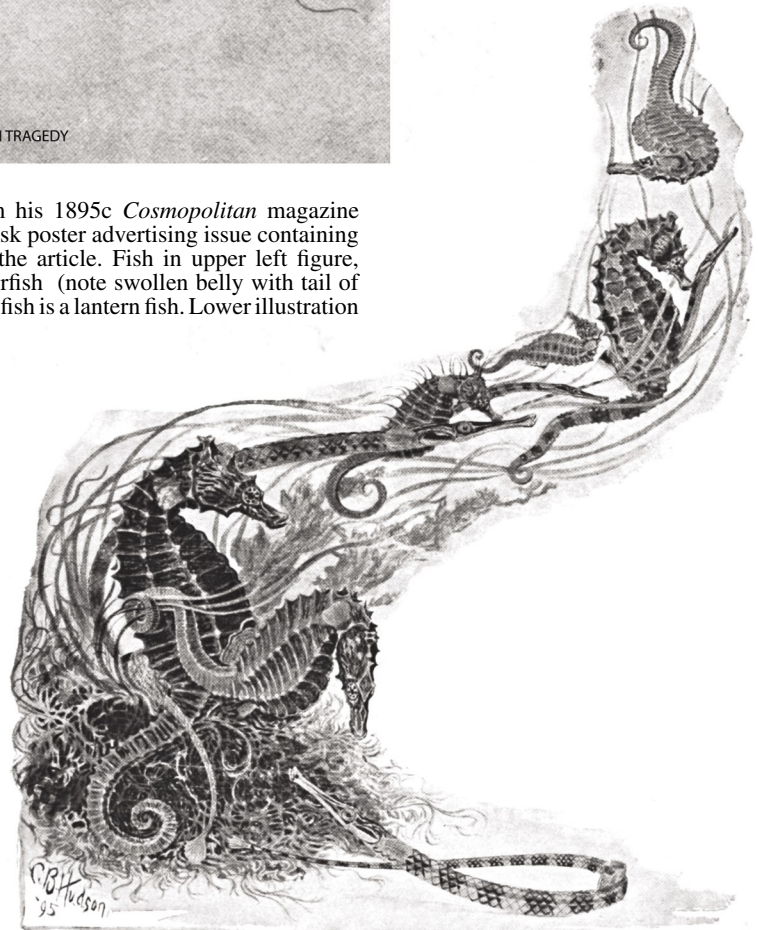 TRAGEDY
his 1895c Cosmopolitan magazine
sk poster advertising issue containing
the article. Fish in upper left figure,
rfish (note swollen belly with tail of
fish is a lantern fish. Lower illustration
C.B. Hudson
'95